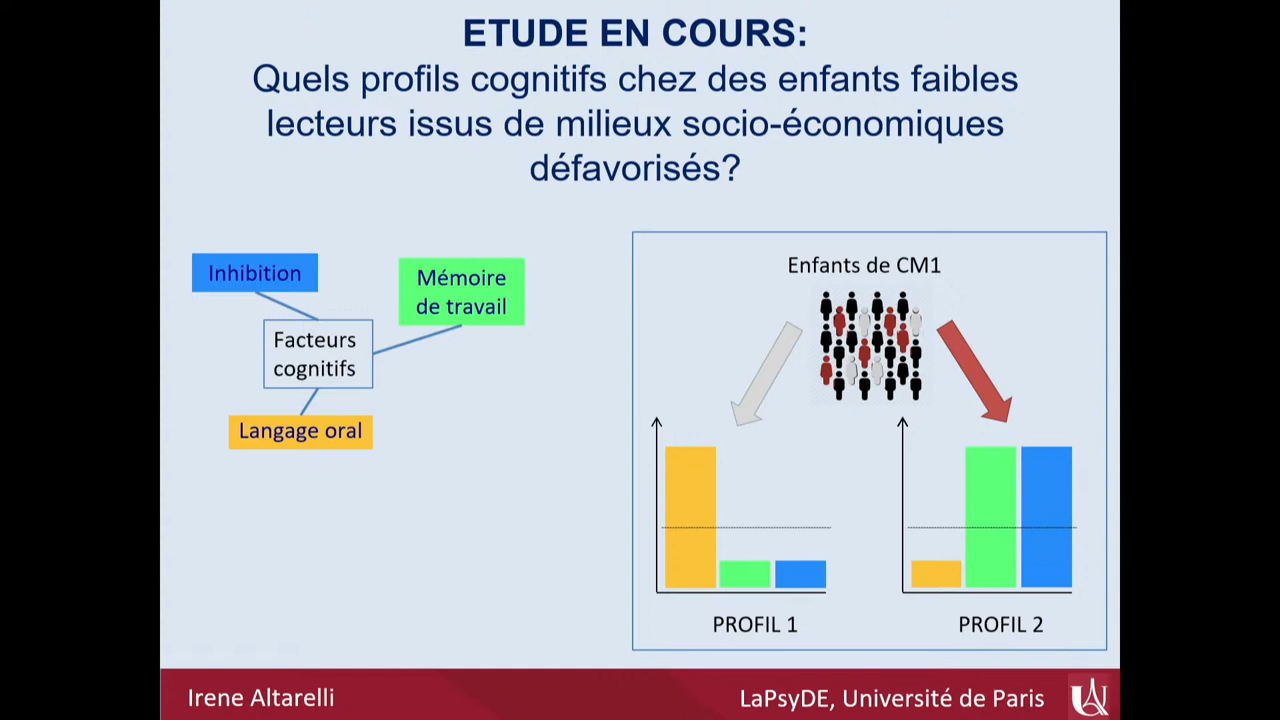 ETUDE EN COURS:
Quels profils cognitifs chez des enfants faibles
lecteurs issus de milieux socio-économiques
défavorisés?
Inhibition
Mémoire
de travail
Facteurs
cognitifs
Langage oral
Enfants de CM1
PROFIL 1
PROFIL 2
Irene Altarelli
LaPsyDE, Université de Paris